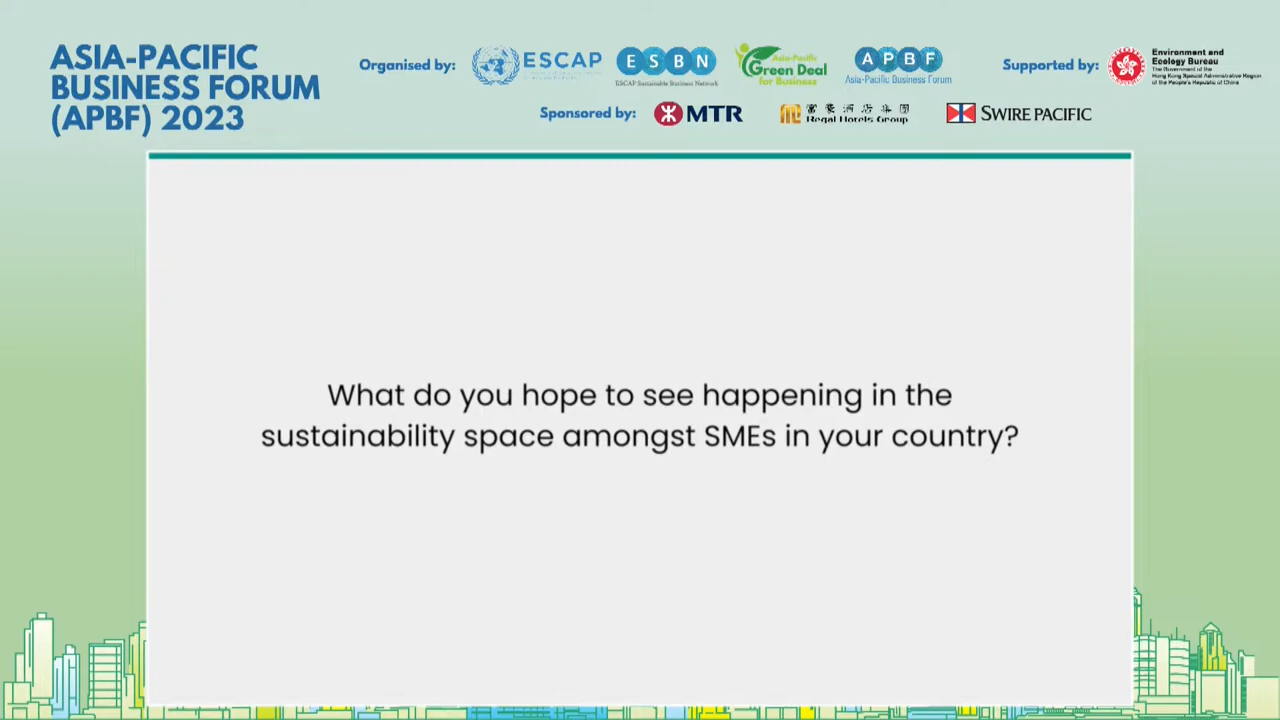 ASIA-PACIFIC
BUSINESS FORUM
(APBF) 2023
Organised by:
ESCAP
ESBN
ESCAP Sustainable Business Network
Asia-Pacific
Green Deal
for Business
APBF
Asia-Pacific Business Forum
Supported by:
Environment and
Ecology Bureau
The Government of the
Hong Kong Special Administrative Region
of the People's Republic of China
Sponsored by:
MTR
富豪酒店集團
Regal Hotels Group
SWIRE PACIFIC
What do you hope to see happening in the
sustainability space amongst SMEs in your country?